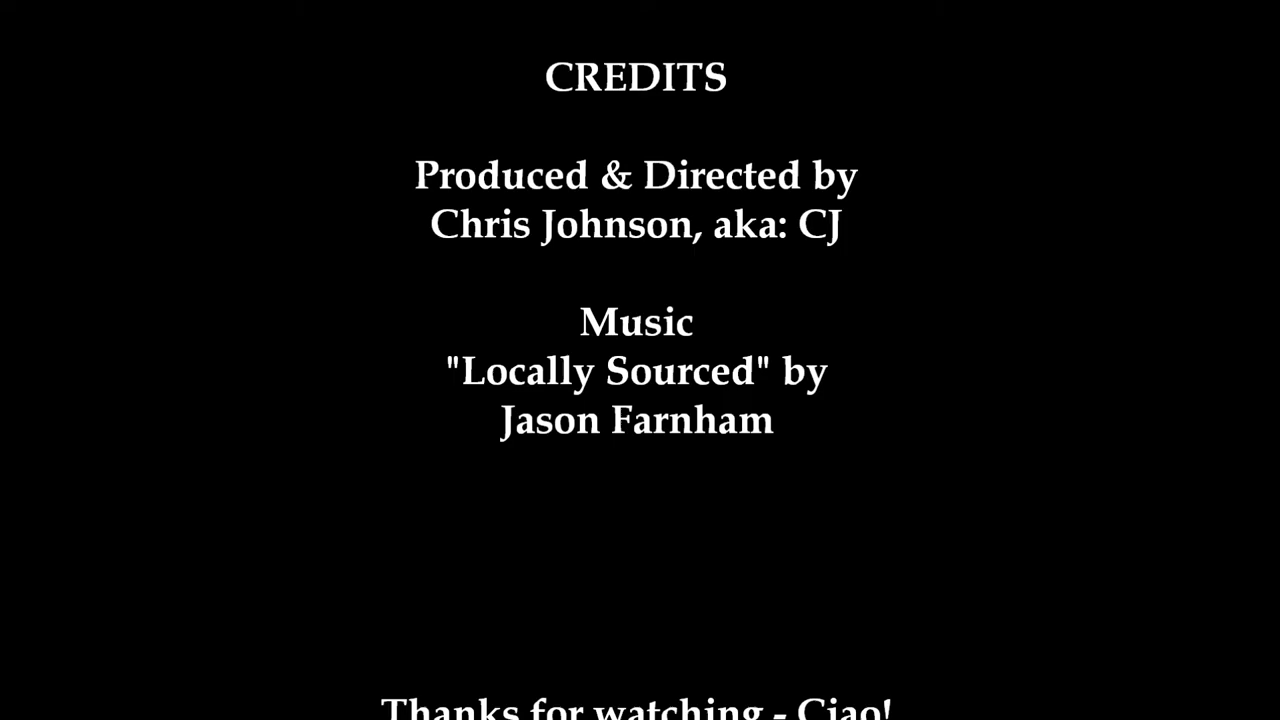 CREDITS
Produced & Directed by
Chris Johnson, aka: CJ
Music
"Locally Sourced" by
Jason Farnham
Thanks for watching - Ciao!